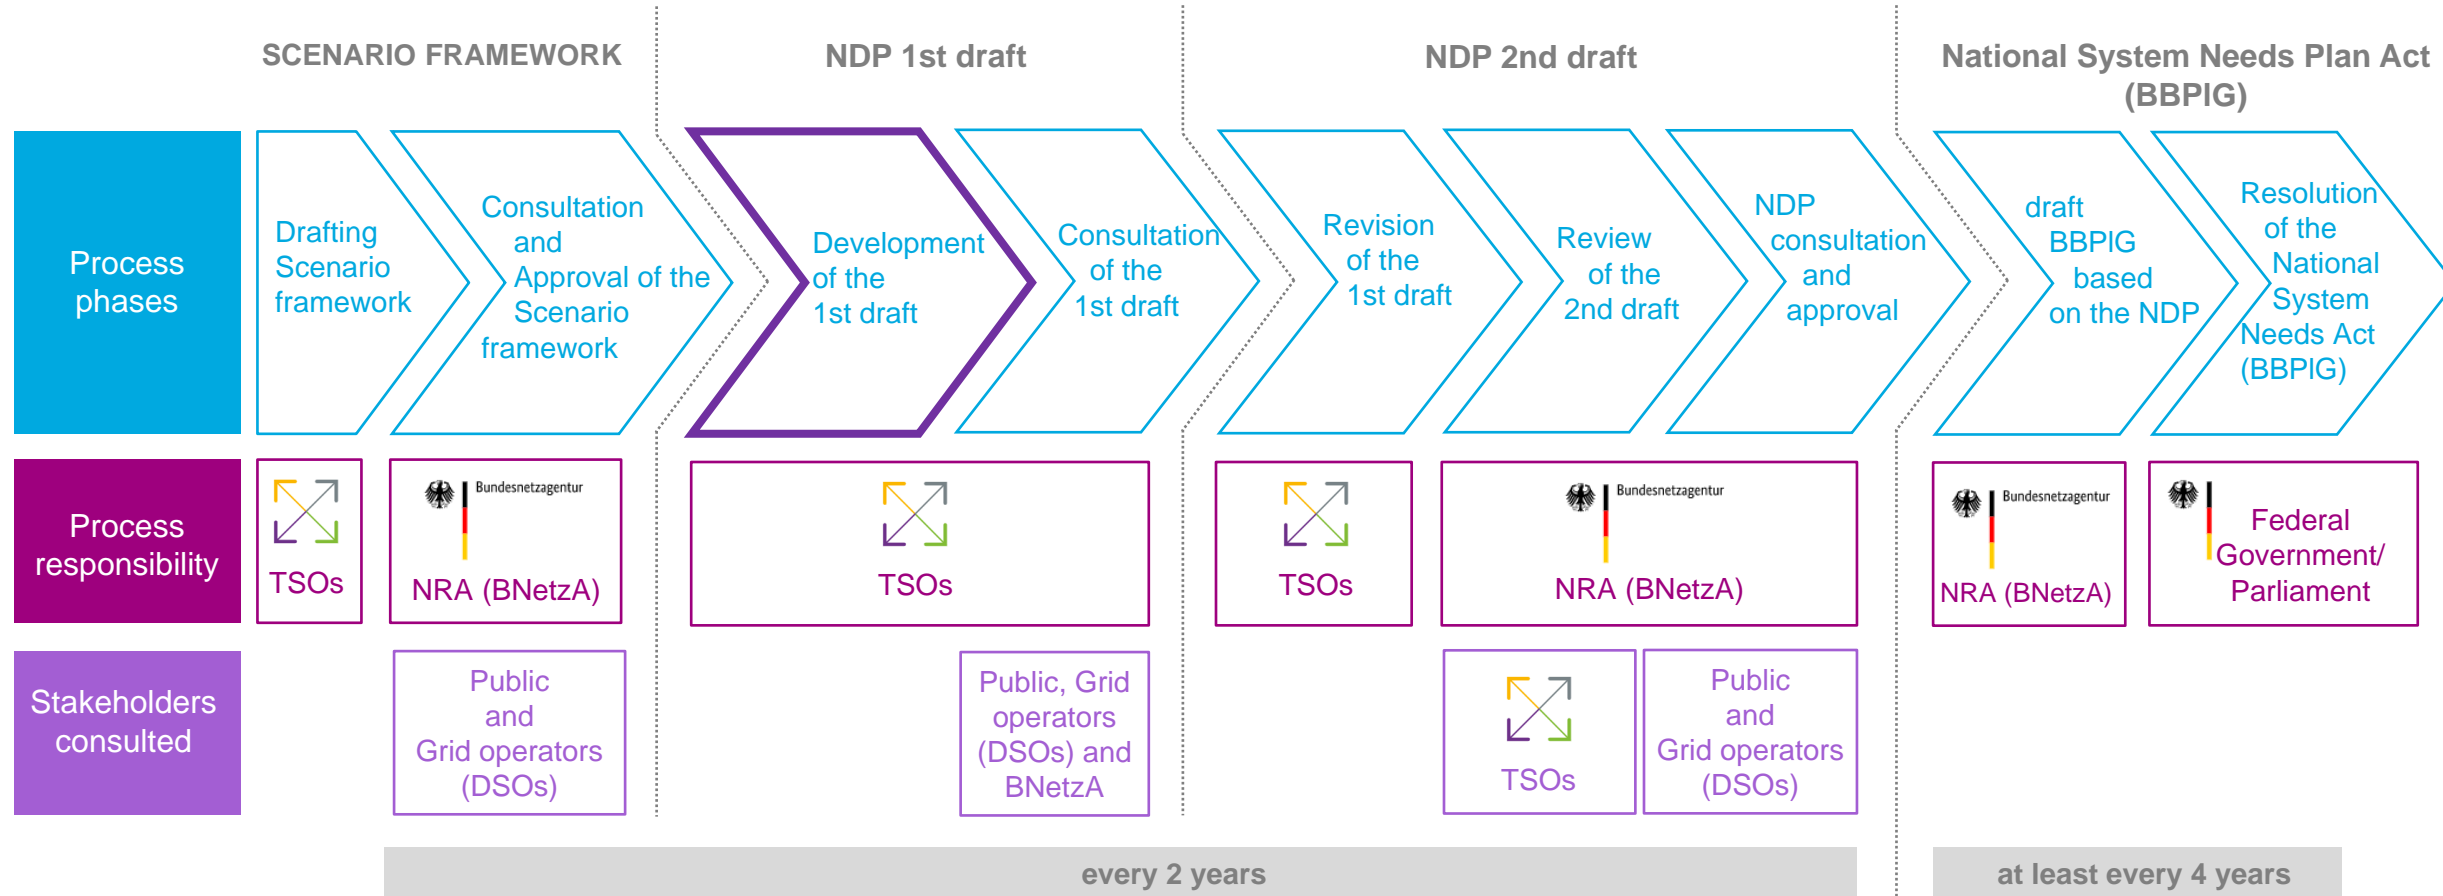 SCENARIO FRAMEWORK
NDP 1st draft
NDP 2nd draft
National System Needs Plan Act
(BBPlG)
Process
phases
Drafting
Scenario
framework
Consultation
and
Approval of the
Scenario
framework
Development
of the
1st draft
Consultation
of the
1st draft
Revision
of the
1st draft
Review
of the
2nd draft
NDP
consultation
and
approval
draft
BBPlG
based
on the NDP
Resolution
of the
National
System
Needs Act
(BBPlG)
Process
responsibility
TSOs
Bundesnetzagentur
NRA (BNetzA)
TSOs
TSOs
Bundesnetzagentur
NRA (BNetzA)
Bundesnetzagentur
NRA (BNetzA)
Federal
Government/
Parliament
Stakeholders
consulted
Public
and
Grid operators
(DSOs)
Public, Grid
operators
(DSOs) and
BNetzA
TSOs
Public
and
Grid operators
(DSOs)
every 2 years
at least every 4 years